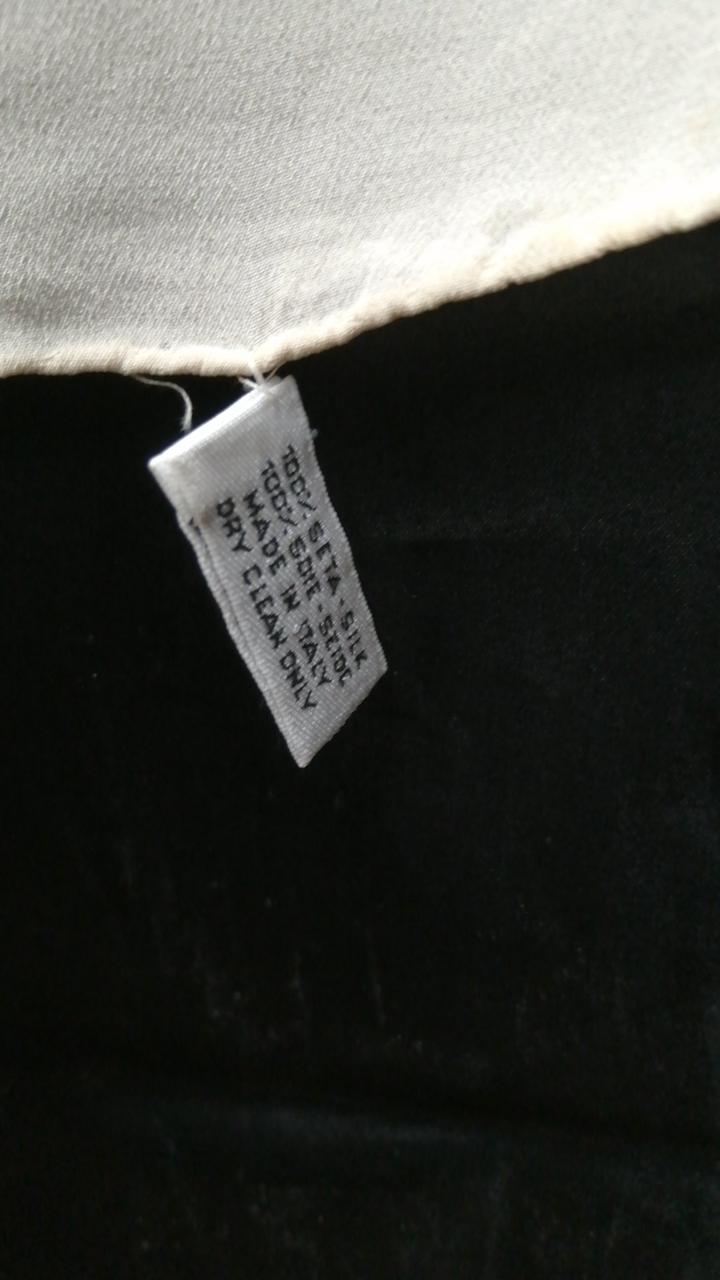 100% SETA - SILK
100% SOIE - SEIDE
MADE IN ITALY
DRY CLEAN ONLY